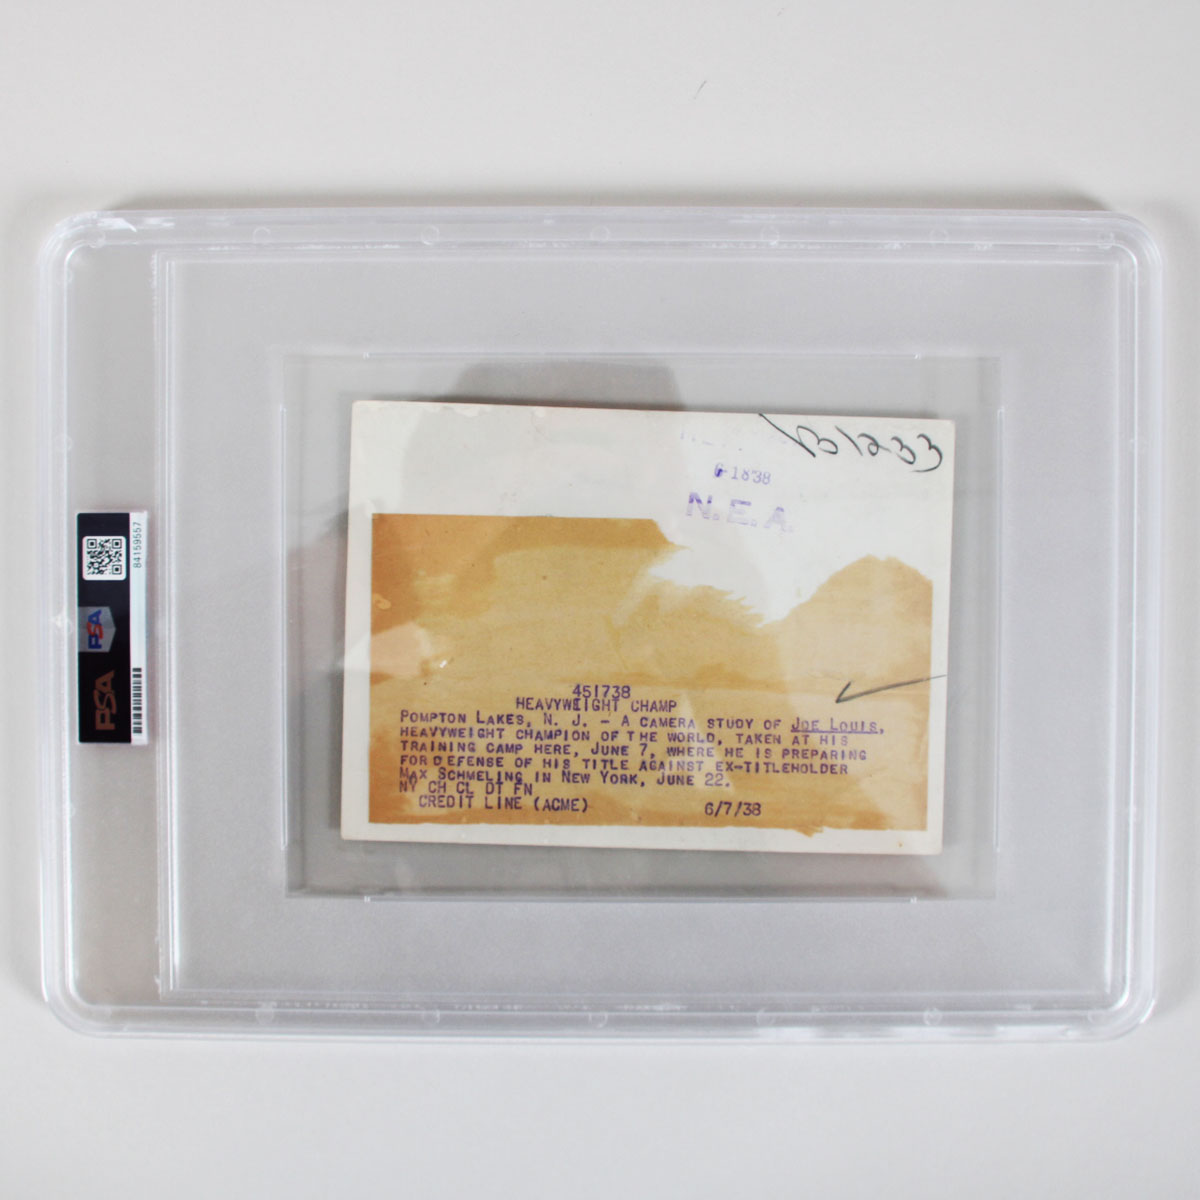 6-1838
N.E.A.
451738
HEAVYWEIGHT CHAMP
POMPTON LAKES, N. J. - A CAMERA STUDY OF JOE LOUIS,
HEAVYWEIGHT CHAMPION OF THE WORLD, TAKEN AT HIS
TRAINING CAMP HERE, JUNE 7, WHERE HE IS PREPARING
FOR DEFENSE OF HIS TITLE AGAINST EX-TITLEHOLDER
MAX SCHMELING IN NEW YORK, JUNE 22.
NY CH CL DT FN
CREDIT LINE (ACME) 6/7/38
84159557
PSA
PSA